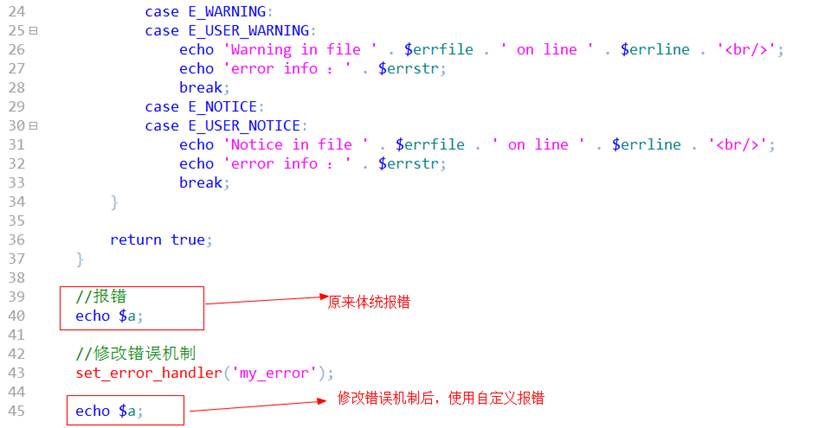 24 case E_WARNING:
25 case E_USER_WARNING:
26 echo 'Warning in file ' . $errfile . ' on line ' . $errline . '<br/>';
27 echo 'error info : ' . $errstr;
28 break;
29 case E_NOTICE:
30 case E_USER_NOTICE:
31 echo 'Notice in file ' . $errfile . ' on line ' . $errline . '<br/>';
32 echo 'error info : ' . $errstr;
33 break;
34 }
35
36 return true;
37 }
38
39 //报错 原来体统报错
40 echo $a;
41
42 //修改错误机制
43 set_error_handler('my_error');
44 修改错误机制后，使用自定义报错
45 echo $a;